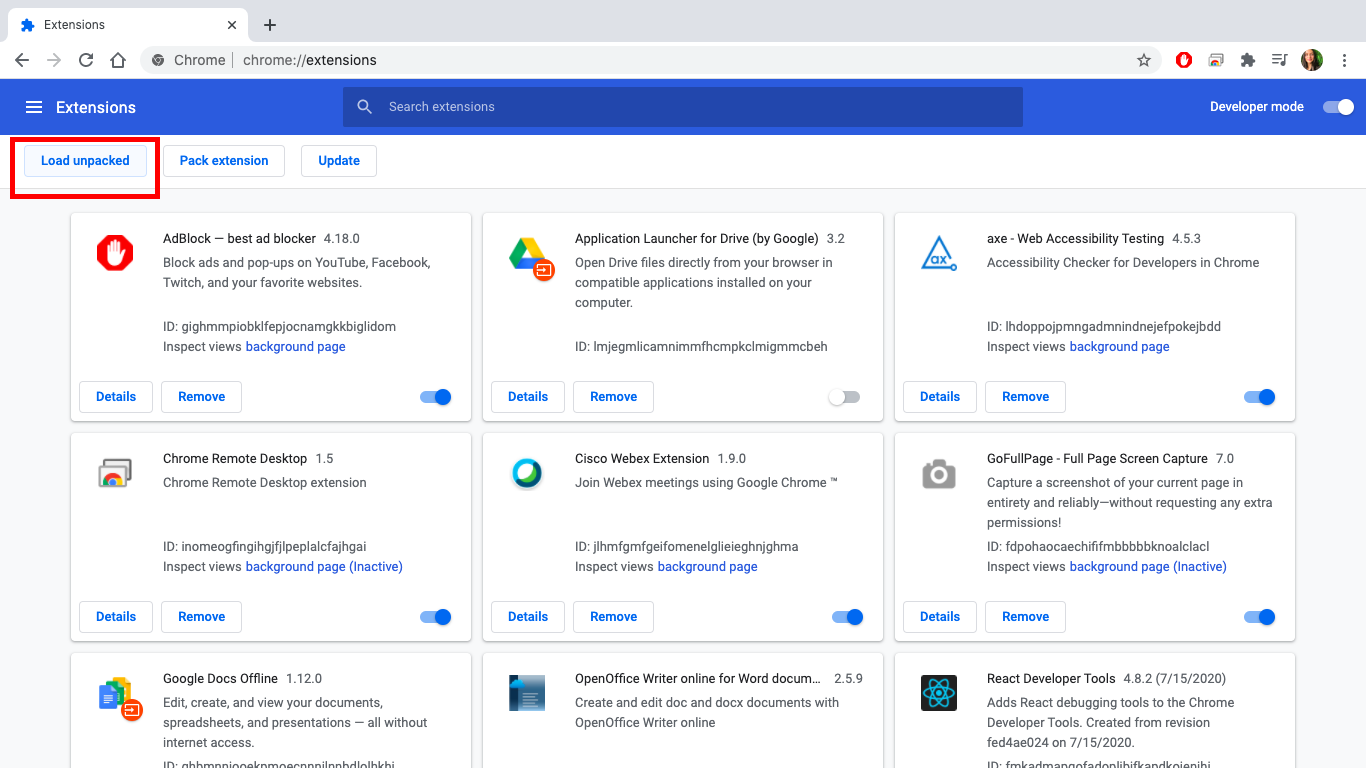 Extensions
Chrome
chrome://extensions
Extensions
Search extensions
Developer mode
Load unpacked
Pack extension
Update
AdBlock — best ad blocker 4.18.0
Block ads and pop-ups on YouTube, Facebook,
Twitch, and your favorite websites.
ID: gighmmpiobklfepjocnamgkkbiglidom
Inspect views background page
Details
Remove
Application Launcher for Drive (by Google) 3.2
Open Drive files directly from your browser in
compatible applications installed on your
computer.
ID: lmjegmlicamnimmfhcmpkclmigmmcbeh
Details
Remove
axe - Web Accessibility Testing 4.5.3
Accessibility Checker for Developers in Chrome
ID: lhdoppojpmngadmnindnejefpokejbdd
Inspect views background page
Details
Remove
Chrome Remote Desktop 1.5
Chrome Remote Desktop extension
ID: inomeogfingihgjfjlpeplalcfajhgai
Inspect views background page (Inactive)
Details
Remove
Cisco Webex Extension 1.9.0
Join Webex meetings using Google Chrome ™
ID: jlhmfgmfgeifomenelglieieghnjghma
Inspect views background page
Details
Remove
GoFullPage - Full Page Screen Capture 7.0
Capture a screenshot of your current page in
entirety and reliably—without requesting any extra
permissions!
ID: fdpohaocaechififmbbbbbknoalclacl
Inspect views background page (Inactive)
Details
Remove
Google Docs Offline 1.12.0
Edit, create, and view your documents,
spreadsheets, and presentations — all without
internet access.
OpenOffice Writer online for Word docum... 2.5.9
Create and edit doc and docx documents with
OpenOffice Writer online
React Developer Tools 4.8.2 (7/15/2020)
Adds React debugging tools to the Chrome
Developer Tools. Created from revision
fed4ae024 on 7/15/2020.